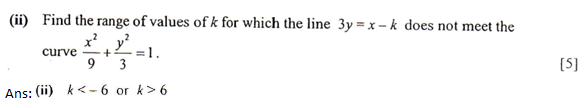 (ii) Find the range of values of k for which the line 3y = x – k does not meet the
curve x²/9 + y²/3 = 1.
[5]
Ans: (ii) k < – 6 or k > 6